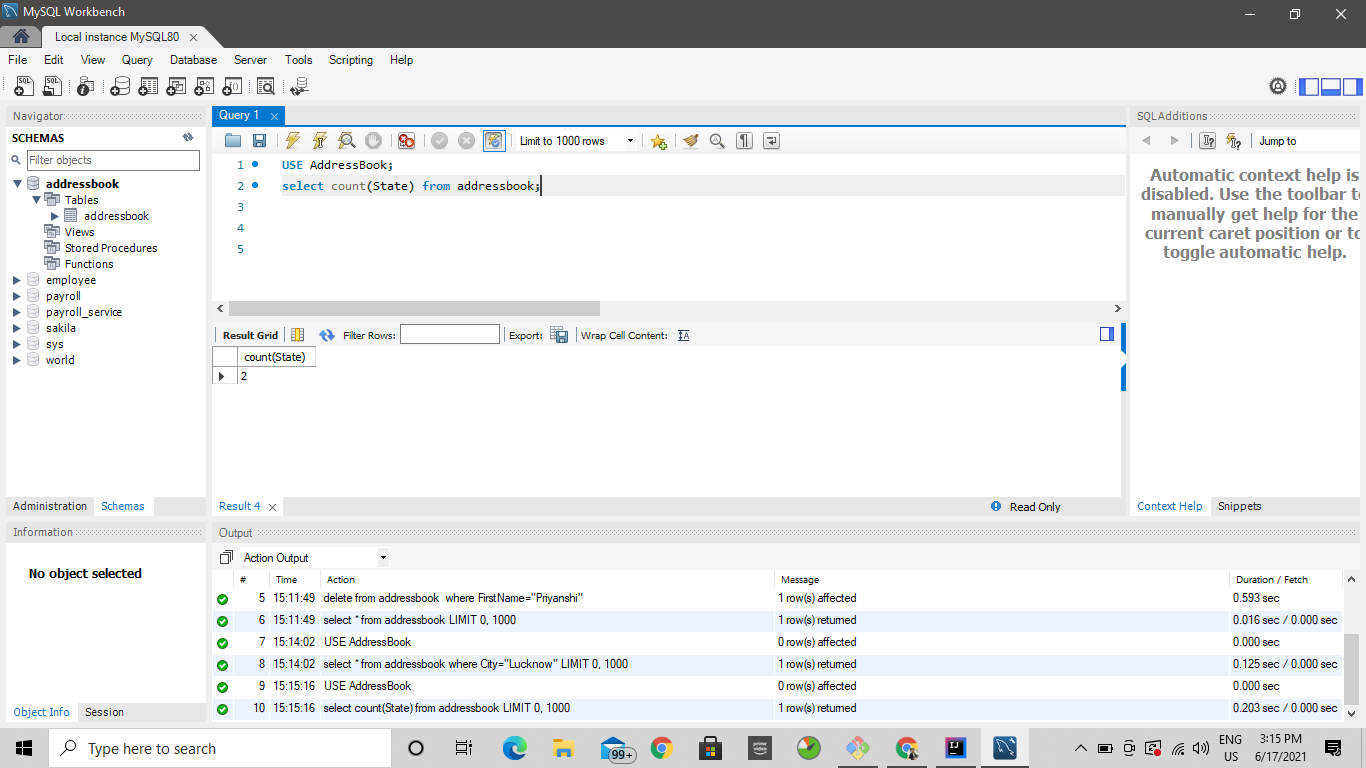 MySQL Workbench
Local instance MySQL80
File Edit View Query Database Server Tools Scripting Help
Navigator
SCHEMAS
Filter objects
addressbook
Tables
addressbook
Views
Stored Procedures
Functions
employee
payroll
payroll_service
sakila
sys
world
Administration Schemas
Information
No object selected
Object Info Session
Query 1
Limit to 1000 rows
1 USE AddressBook;
2 select count(State) from addressbook;
3
4
5
Result Grid Filter Rows: Export: Wrap Cell Content:
count(State)
2
Result 4 Read Only
SQLAdditions
Jump to
Automatic context help is
disabled. Use the toolbar t
manually get help for the
current caret position or to
toggle automatic help.
Context Help Snippets
Output
Action Output
# Time Action Message Duration / Fetch
5 15:11:49 delete from addressbook where FirstName="Priyanshi" 1 row(s) affected 0.593 sec
6 15:11:49 select * from addressbook LIMIT 0, 1000 1 row(s) returned 0.016 sec / 0.000 sec
7 15:14:02 USE AddressBook 0 row(s) affected 0.000 sec
8 15:14:02 select * from addressbook where City="Lucknow" LIMIT 0, 1000 1 row(s) returned 0.125 sec / 0.000 sec
9 15:15:16 USE AddressBook 0 row(s) affected 0.000 sec
10 15:15:16 select count(State) from addressbook LIMIT 0, 1000 1 row(s) returned 0.203 sec / 0.000 sec
Type here to search
99+
prime video
ENG
US
3:15 PM
6/17/2021